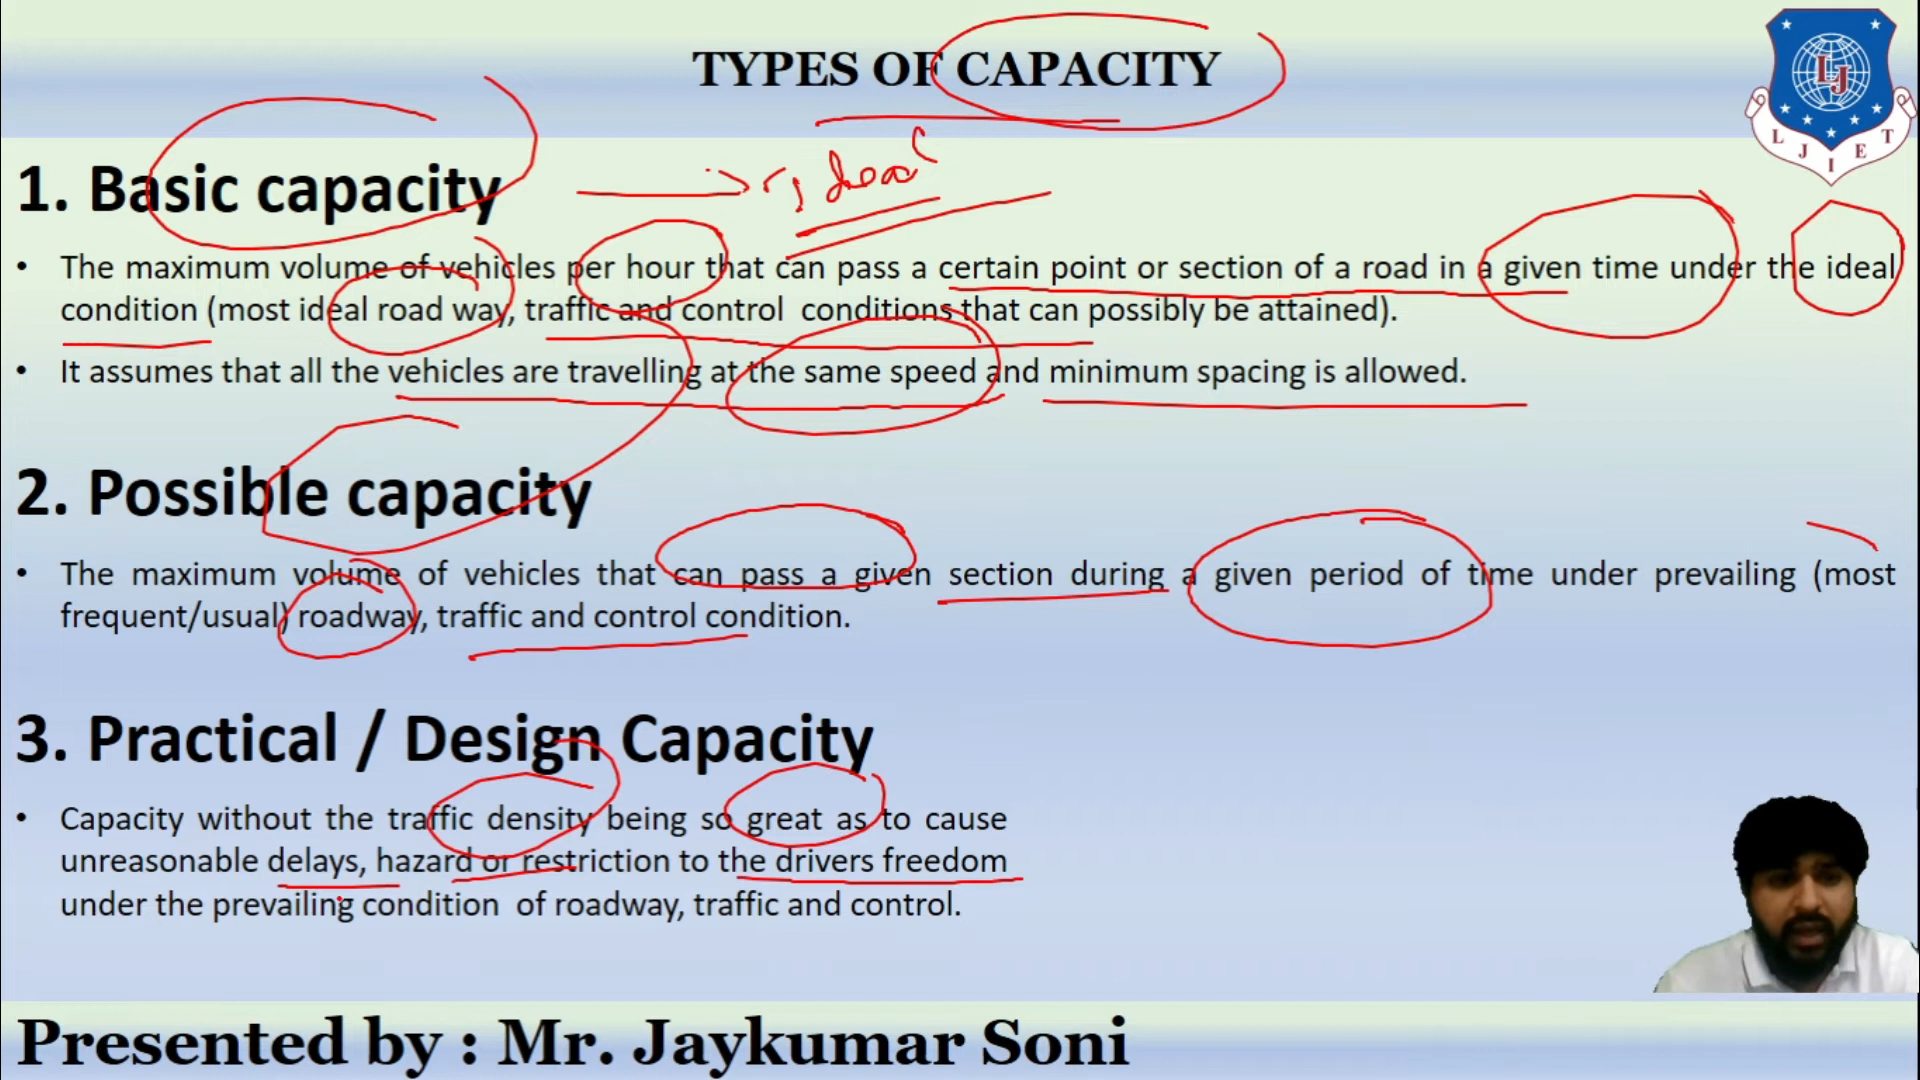 TYPES OF CAPACITY
L J I E T
LJ
1. Basic capacity
• The maximum volume of vehicles per hour that can pass a certain point or section of a road in a given time under the ideal
condition (most ideal road way, traffic and control conditions that can possibly be attained).
• It assumes that all the vehicles are travelling at the same speed and minimum spacing is allowed.
2. Possible capacity
• The maximum volume of vehicles that can pass a given section during a given period of time under prevailing (most
frequent/usual) roadway, traffic and control condition.
3. Practical / Design Capacity
• Capacity without the traffic density being so great as to cause
unreasonable delays, hazard or restriction to the drivers freedom
under the prevailing condition of roadway, traffic and control.
Presented by : Mr. Jaykumar Soni